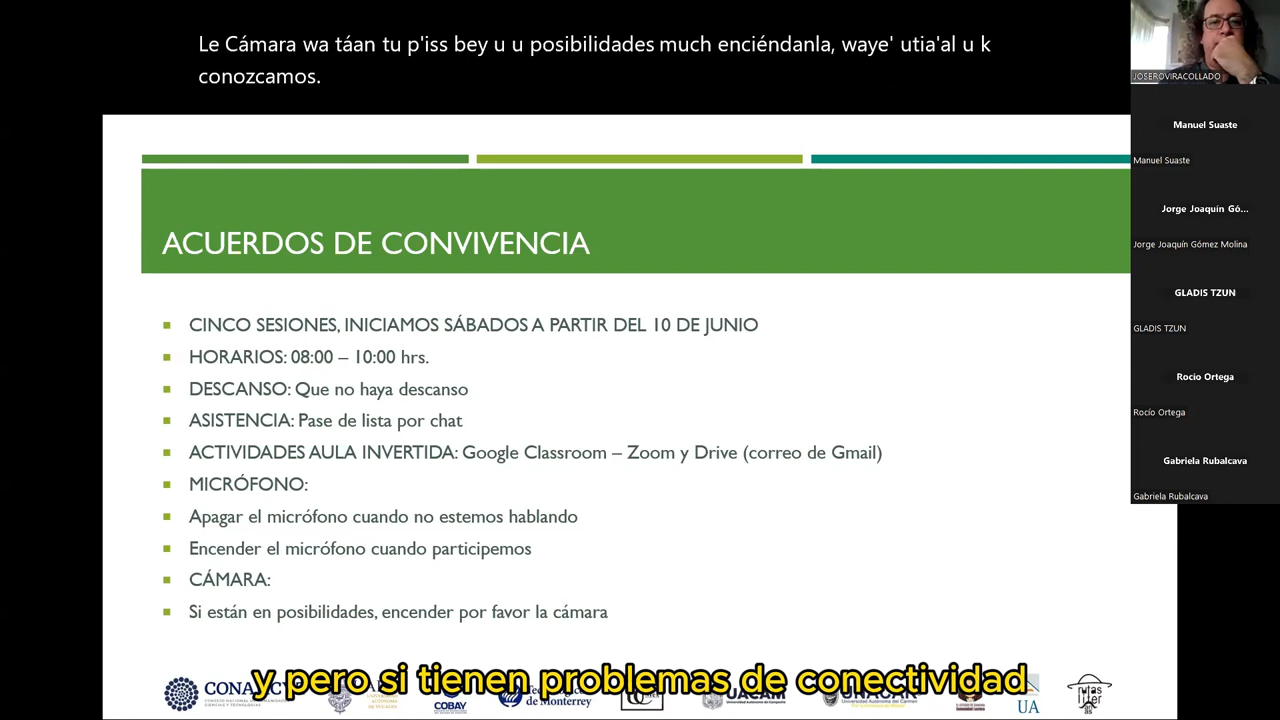 Le Cámara wa táan tu p'iss bey u u posibilidades much enciéndanla, waye' utia'al u k
conozcamos.
JOSEROVIRACOLLADO
Manuel Suaste
Manuel Suaste
Jorge Joaquín Gó...
Jorge Joaquín Gómez Molina
GLADIS TZUN
GLADIS TZUN
Rocio Ortega
Rocío Ortega
Gabriela Rubalcava
Gabriela Rubalcava
ACUERDOS DE CONVIVENCIA
CINCO SESIONES, INICIAMOS SÁBADOS A PARTIR DEL 10 DE JUNIO
HORARIOS: 08:00 – 10:00 hrs.
DESCANSO: Que no haya descanso
ASISTENCIA: Pase de lista por chat
ACTIVIDADES AULA INVERTIDA: Google Classroom – Zoom y Drive (correo de Gmail)
MICRÓFONO:
Apagar el micrófono cuando no estemos hablando
Encender el micrófono cuando participemos
CÁMARA:
Si están en posibilidades, encender por favor la cámara
y pero si tienen problemas de conectividad
COBAY
de Monterrey
UACAM
UA